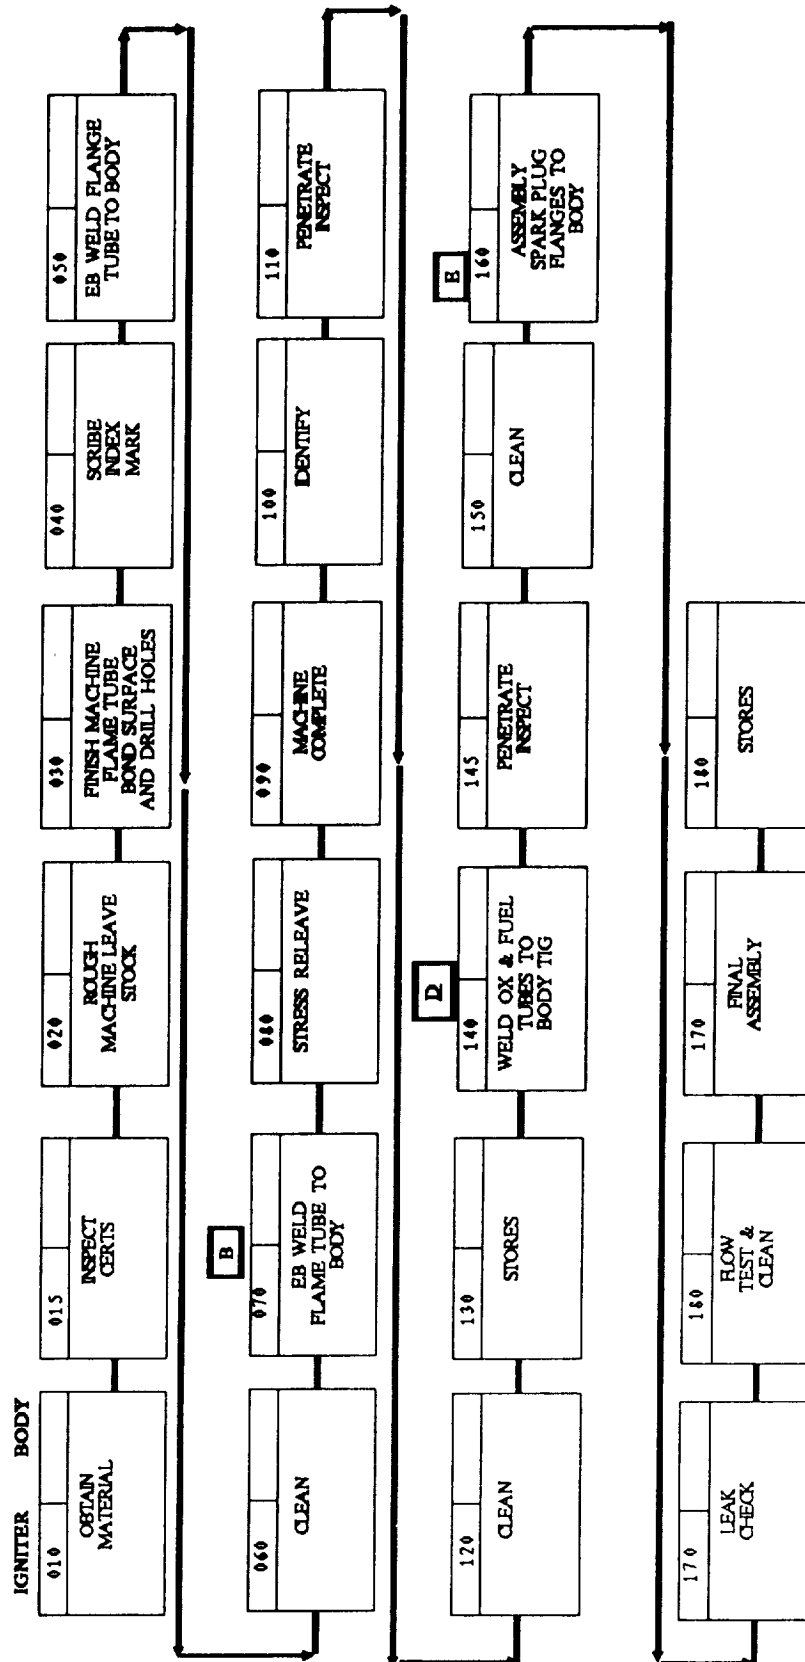 IGNITER BODY
010
OBTAIN
MATERIAL
015
INSPECT
CERTS
020
ROUGH
MACHINE LEAVE
STOCK
030
FINISH MACHINE
FLAME TUBE
BOND SURFACE
AND DRILL HOLES
040
SCRIBE
INDEX
MARK
050
EB WELD FLANGE
TUBE TO BODY
060
CLEAN
B
070
EB WELD
FLAME TUBE TO
BODY
080
STRESS RELEAVE
090
MACHINE
COMPLETE
100
IDENTIFY
110
PENETRATE
INSPECT
120
CLEAN
130
STORES
D
140
WELD OX & FUEL
TUBES TO
BODY TIG
145
PENETRATE
INSPECT
150
CLEAN
E
160
ASSEMBLY
SPARK PLUG
FLANGES TO
BODY
170
LEAK
CHECK
180
FLOW
TEST &
CLEAN
170
FINAL
ASSEMBLY
180
STORES